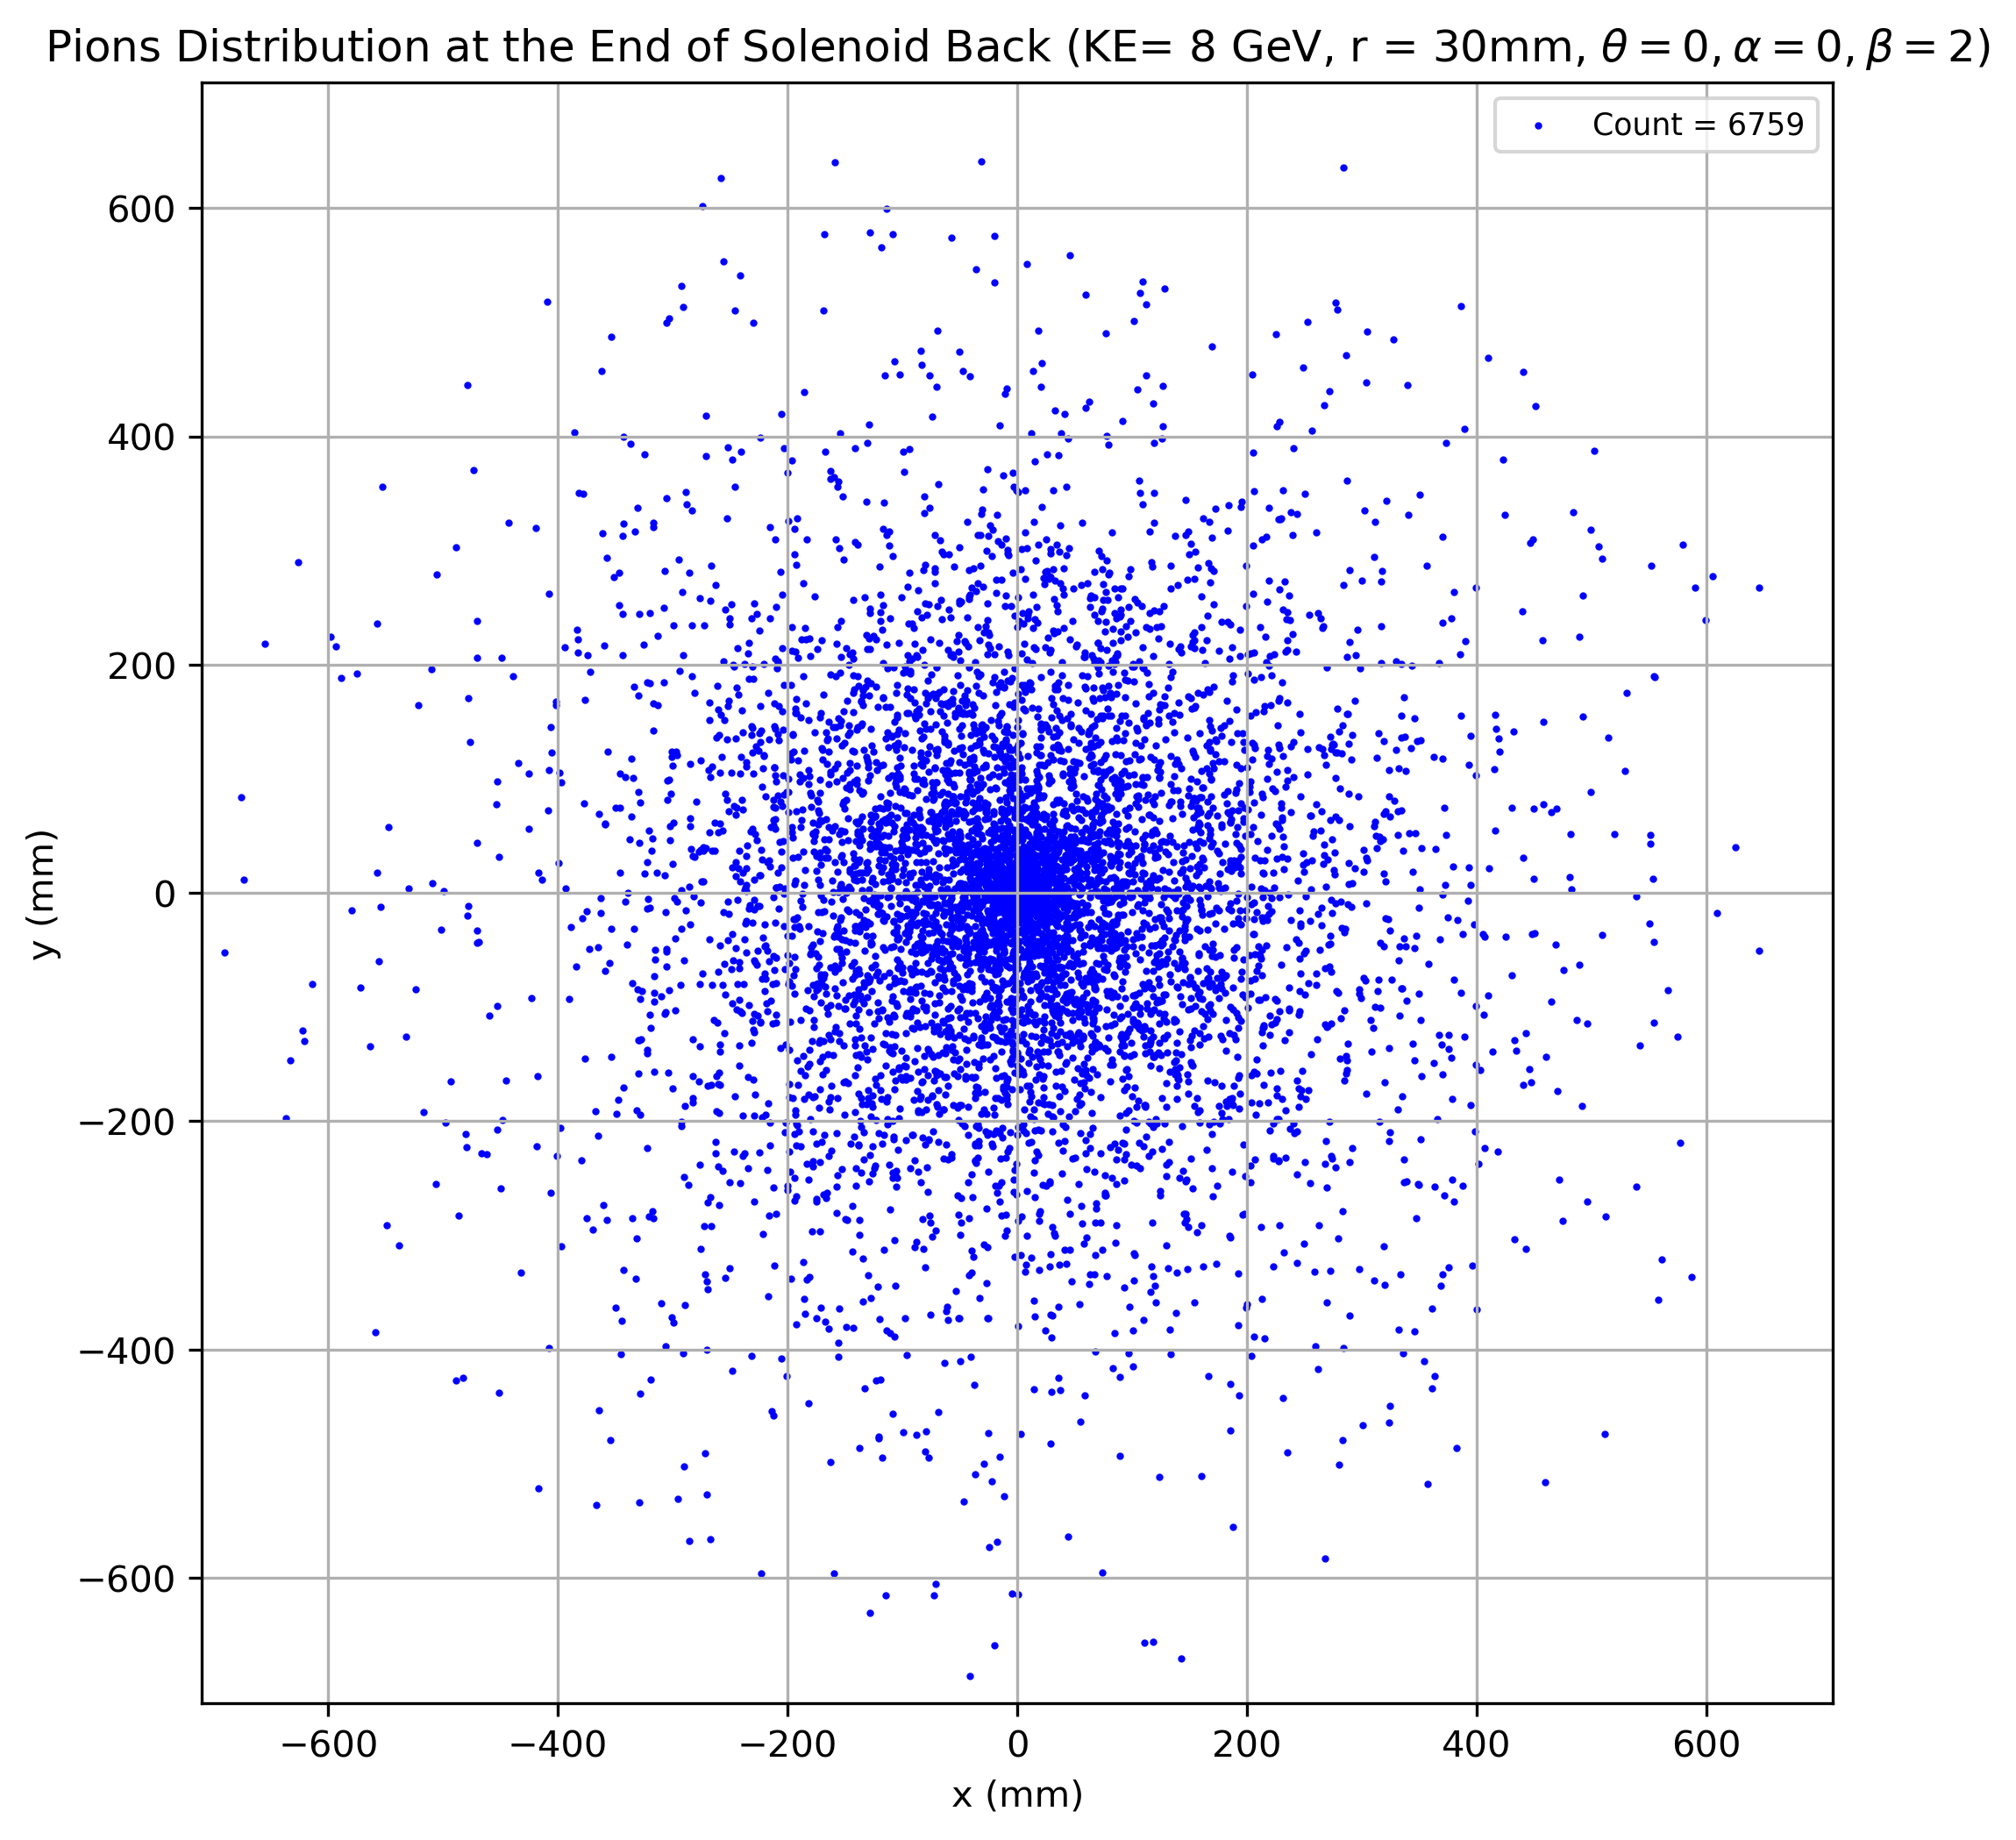 Pions Distribution at the End of Solenoid Back (KE= 8 GeV, r = 30mm, θ = 0, α = 0, β = 2)
Count = 6759
600
400
200
0
−200
−400
−600
y (mm)
−600 −400 −200 0 200 400 600
x (mm)